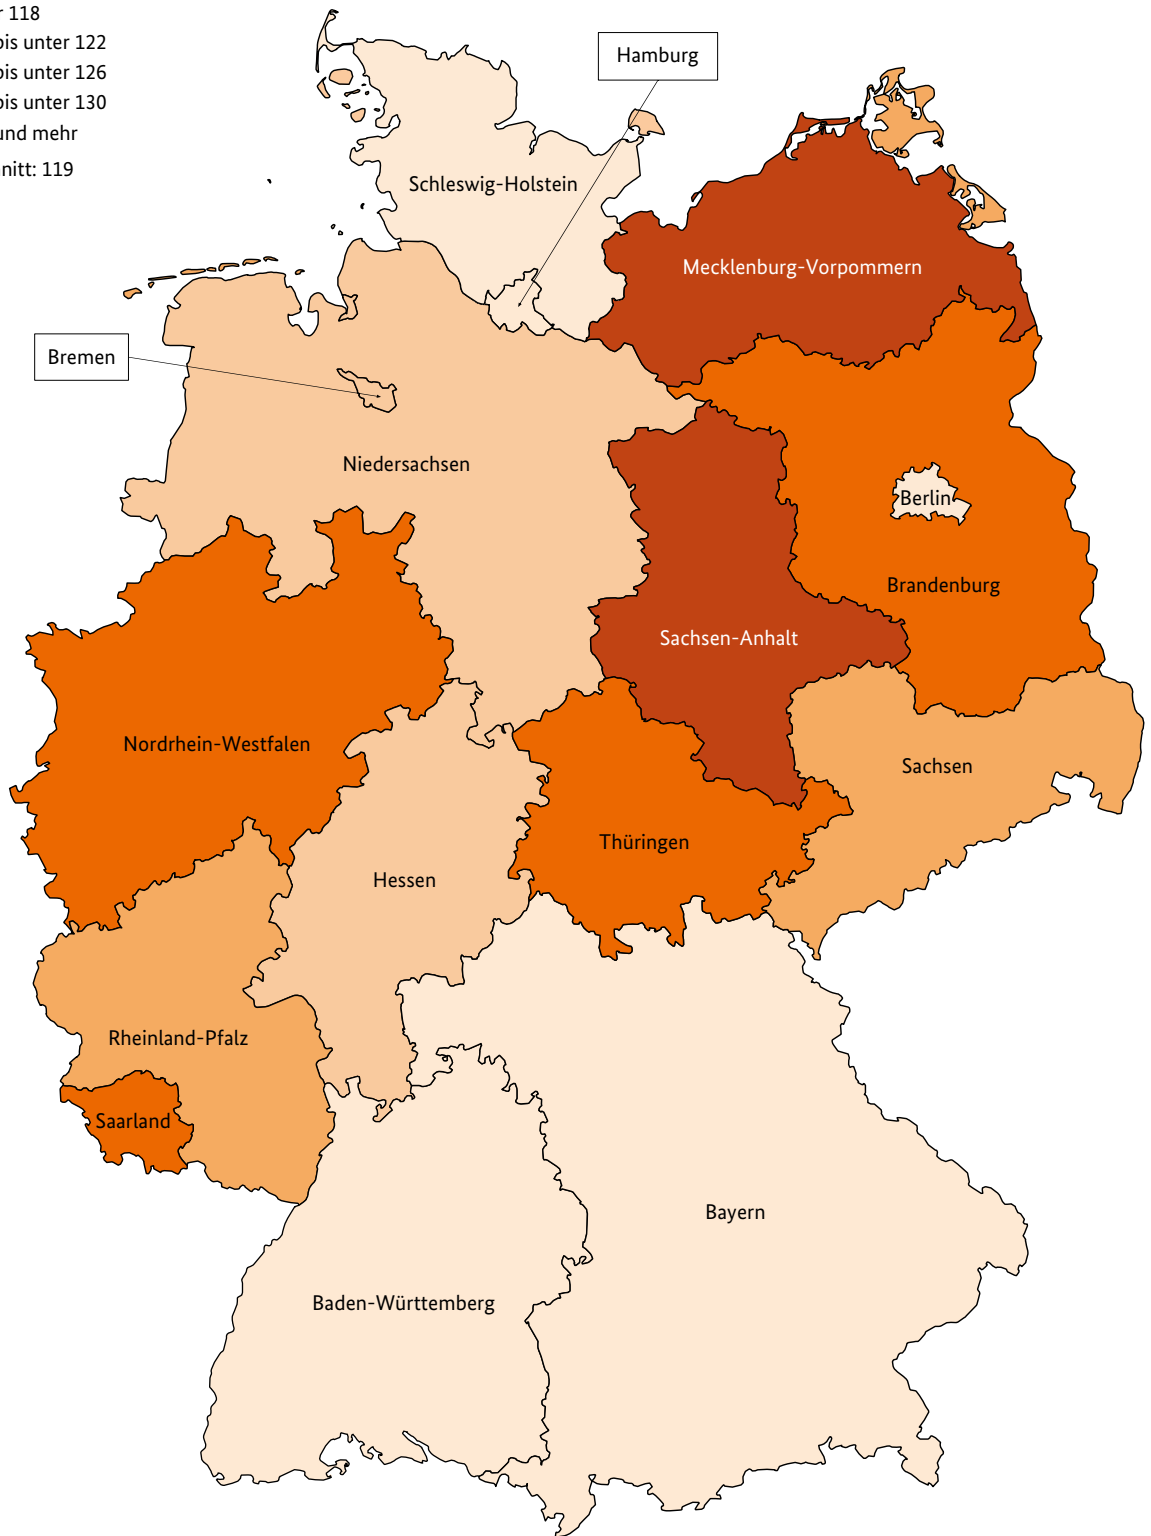 r 118
bis unter 122
bis unter 126
bis unter 130
und mehr
nitt: 119
Hamburg
Schleswig-Holstein
Mecklenburg-Vorpommern
Bremen
Niedersachsen
Berlin
Brandenburg
Sachsen-Anhalt
Nordrhein-Westfalen
Sachsen
Thüringen
Hessen
Rheinland-Pfalz
Saarland
Bayern
Baden-Württemberg